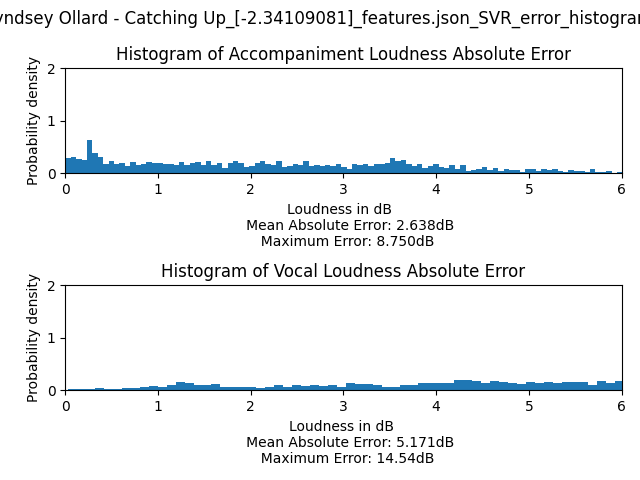 yndsey Ollard - Catching Up_[-2.34109081]_features.json_SVR_error_histogram
Histogram of Accompaniment Loudness Absolute Error
Probability density
2
1
0
0 1 2 3 4 5 6
Loudness in dB
Mean Absolute Error: 2.638dB
Maximum Error: 8.750dB
Histogram of Vocal Loudness Absolute Error
Probability density
2
1
0
0 1 2 3 4 5 6
Loudness in dB
Mean Absolute Error: 5.171dB
Maximum Error: 14.54dB